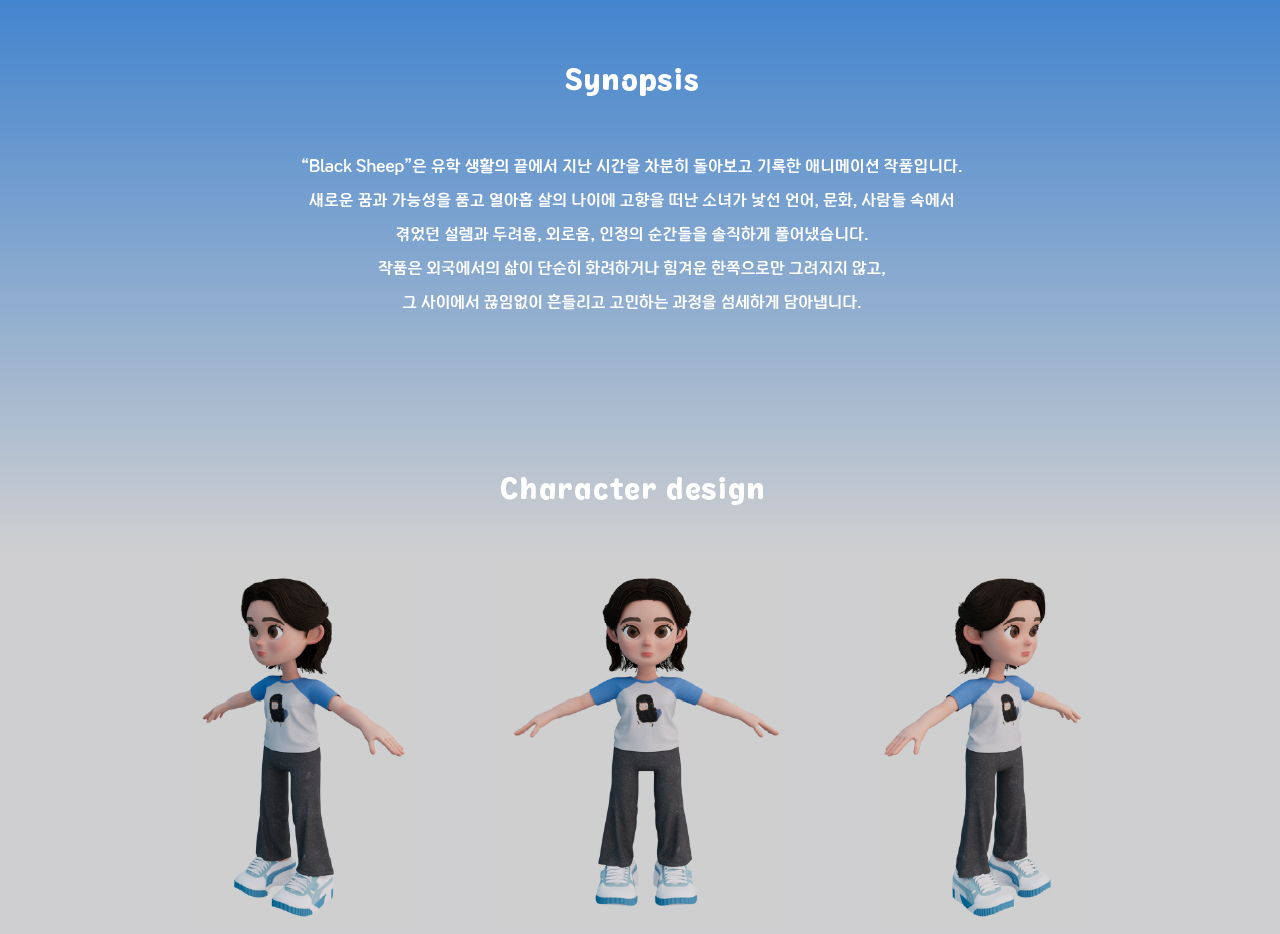 Synopsis
“Black Sheep”은 유학 생활의 끝에서 지난 시간을 차분히 돌아보고 기록한 애니메이션 작품입니다.
새로운 꿈과 가능성을 품고 열아홉 살의 나이에 고향을 떠난 소녀가 낯선 언어, 문화, 사람들 속에서
겪었던 설렘과 두려움, 외로움, 인정의 순간들을 솔직하게 풀어냈습니다.
작품은 외국에서의 삶이 단순히 화려하거나 힘겨운 한쪽으로만 그려지지 않고,
그 사이에서 끊임없이 흔들리고 고민하는 과정을 섬세하게 담아냅니다.
Character design